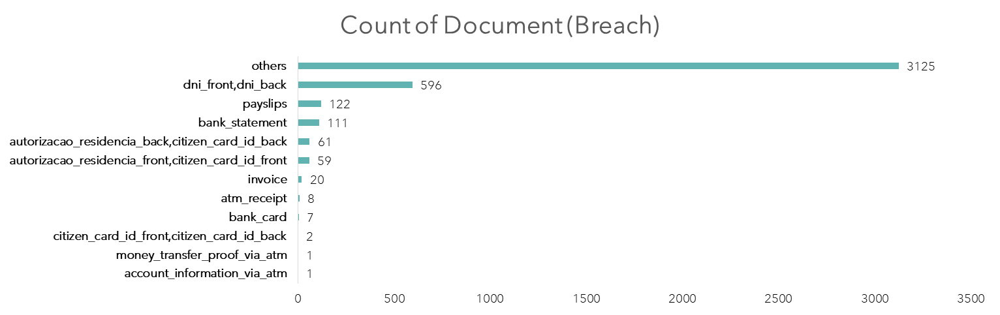 Count of Document (Breach)
others 3125
dni_front,dni_back 596
payslips 122
bank_statement 111
autorizacao_residencia_back,citizen_card_id_back 61
autorizacao_residencia_front,citizen_card_id_front 59
invoice 20
atm_receipt 8
bank_card 7
citizen_card_id_front,citizen_card_id_back 2
money_transfer_proof_via_atm 1
account_information_via_atm 1
0 500 1000 1500 2000 2500 3000 3500